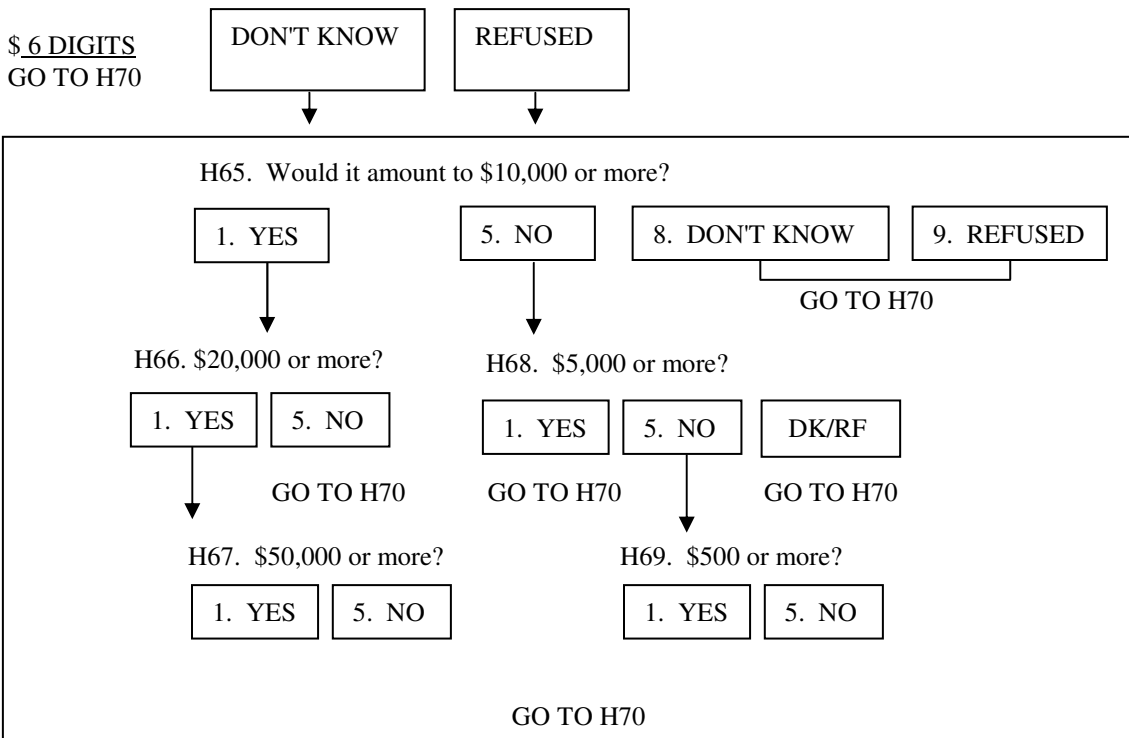 $ 6 DIGITS
GO TO H70
DON'T KNOW
REFUSED
H65. Would it amount to $10,000 or more?
1. YES
5. NO
8. DON'T KNOW
9. REFUSED
GO TO H70
H66. $20,000 or more?
H68. $5,000 or more?
1. YES
5. NO
1. YES
5. NO
DK/RF
GO TO H70
GO TO H70
GO TO H70
H67. $50,000 or more?
H69. $500 or more?
1. YES
5. NO
1. YES
5. NO
GO TO H70